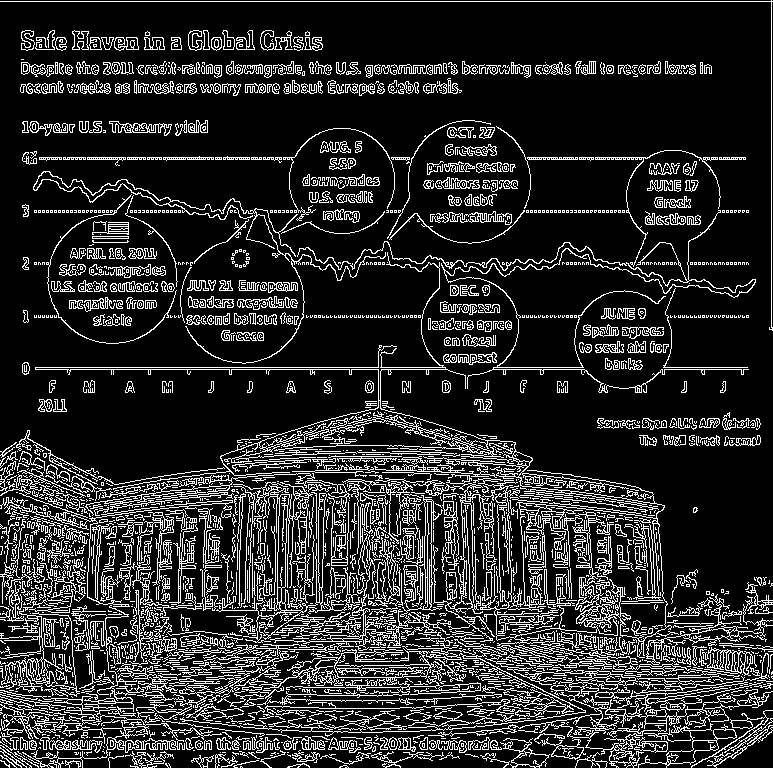 Safe Haven in a Global Crisis
Despite the 2011 credit-rating downgrade, the U.S. government's borrowing costs fell to record lows in
recent weeks as investors worry more about Europe's debt crisis.
10-year U.S. Treasury yield
4%
3
2
1
0
APRIL 18, 2011
S&P downgrades
U.S. debt outlook to
negative from
stable
JULY 21 European
leaders negotiate
second bailout for
Greece
AUG. 5
S&P
downgrades
U.S. credit
rating
OCT. 27
Greece's
private-sector
creditors agree
to debt
restructuring
DEC. 9
European
leaders agree
on fiscal
compact
MAY 6/
JUNE 17
Greek
elections
JUNE 9
Spain agrees
to seek aid for
banks
F M A M J J A S O N D J F M A M J J
2011 '12
Source: Ryan ALM; AFP (photo)
The Wall Street Journal
The Treasury Department on the night of the Aug. 5, 2011, downgrade.